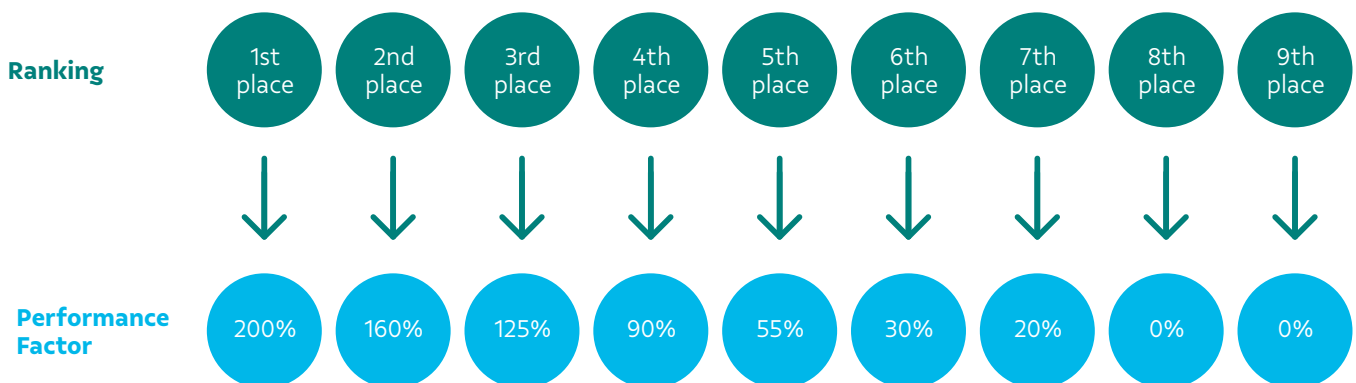 Ranking
1st
place
2nd
place
3rd
place
4th
place
5th
place
6th
place
7th
place
8th
place
9th
place
Performance
Factor
200%
160%
125%
90%
55%
30%
20%
0%
0%